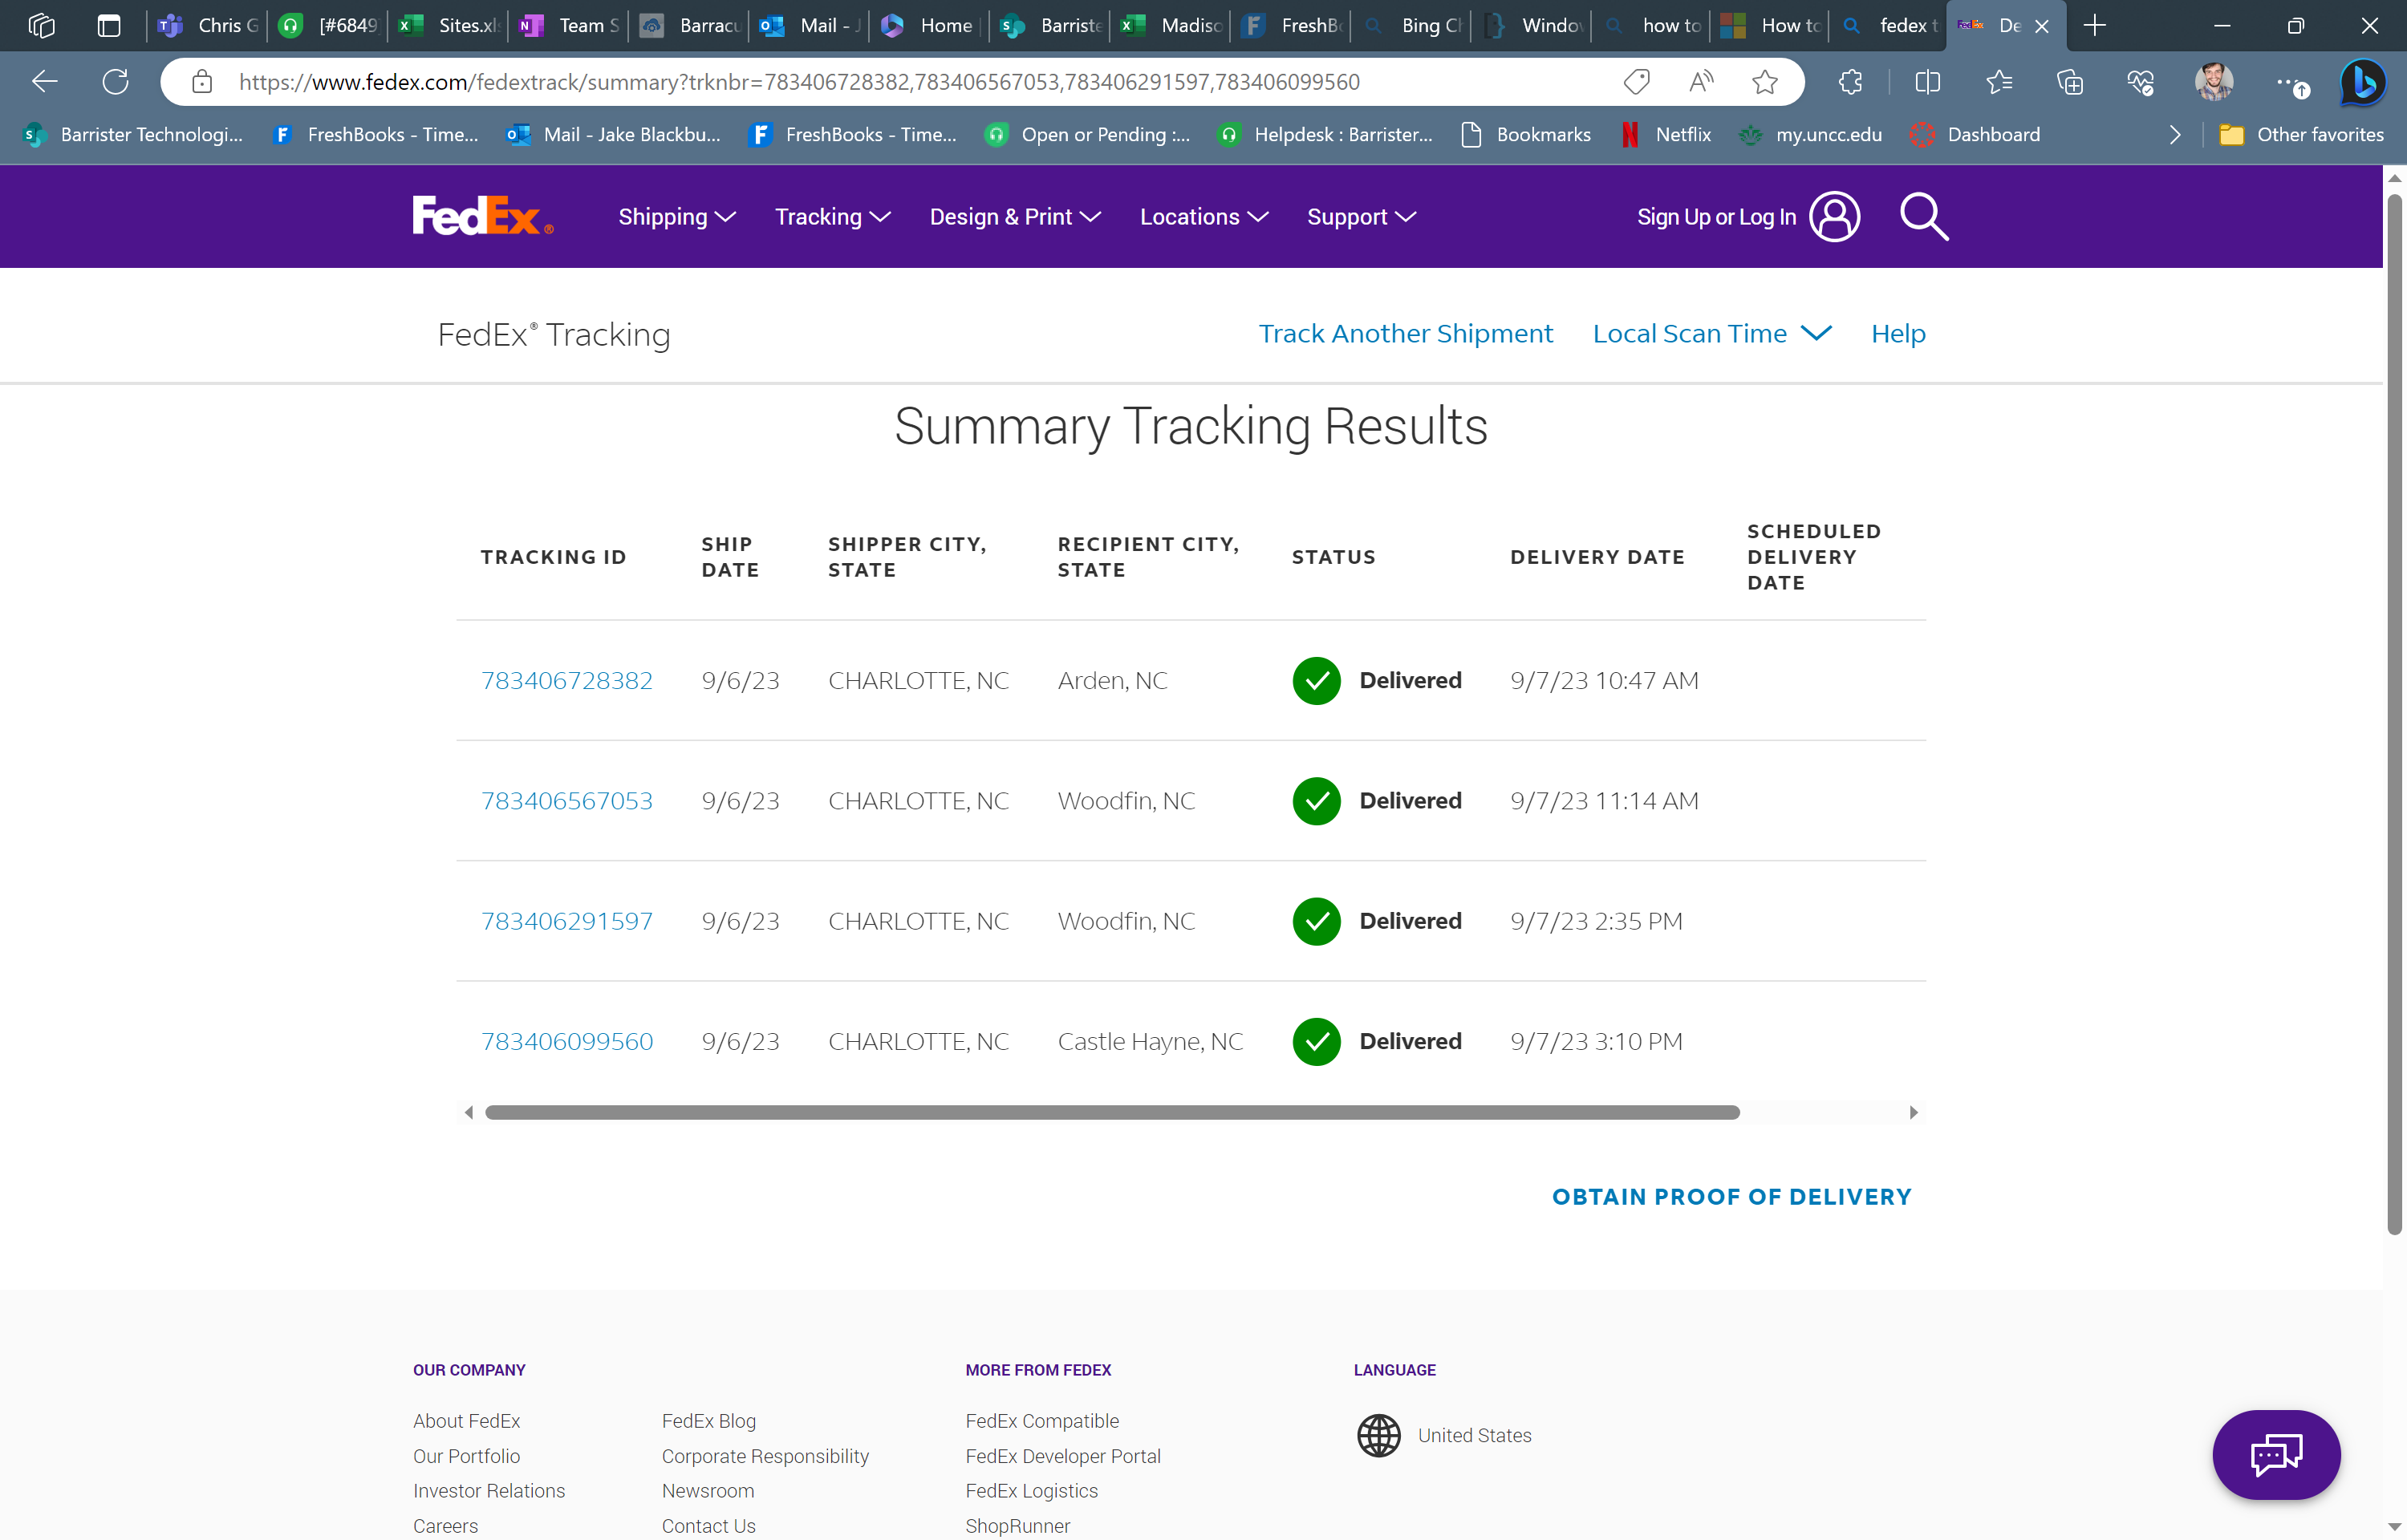 Chris G
[#6849
Sites.xl
Team S
Barracu
Mail - J
Home
Barriste
Madiso
FreshBo
Bing Ch
Window
how to
How to
fedex t
De
https://www.fedex.com/fedextrack/summary?trknbr=783406728382,783406567053,783406291597,783406099560
Barrister Technologi...
FreshBooks - Time...
Mail - Jake Blackbu...
FreshBooks - Time...
Open or Pending :...
Helpdesk : Barrister...
Bookmarks
Netflix
my.uncc.edu
Dashboard
Other favorites
FedEx®
Shipping
Tracking
Design & Print
Locations
Support
Sign Up or Log In
FedEx® Tracking
Track Another Shipment
Local Scan Time
Help
Summary Tracking Results
TRACKING ID
SHIP
DATE
SHIPPER CITY,
STATE
RECIPIENT CITY,
STATE
STATUS
DELIVERY DATE
SCHEDULED
DELIVERY
DATE
783406728382 9/6/23 CHARLOTTE, NC Arden, NC Delivered 9/7/23 10:47 AM
783406567053 9/6/23 CHARLOTTE, NC Woodfin, NC Delivered 9/7/23 11:14 AM
783406291597 9/6/23 CHARLOTTE, NC Woodfin, NC Delivered 9/7/23 2:35 PM
783406099560 9/6/23 CHARLOTTE, NC Castle Hayne, NC Delivered 9/7/23 3:10 PM
OBTAIN PROOF OF DELIVERY
OUR COMPANY
About FedEx
Our Portfolio
Investor Relations
Careers
FedEx Blog
Corporate Responsibility
Newsroom
Contact Us
MORE FROM FEDEX
FedEx Compatible
FedEx Developer Portal
FedEx Logistics
ShopRunner
LANGUAGE
United States